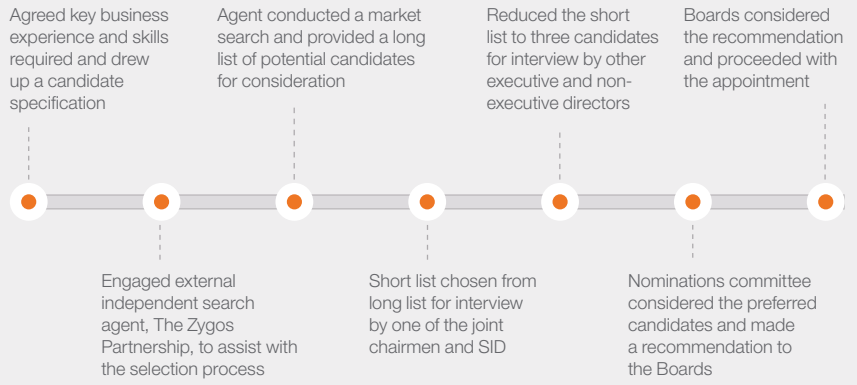 Agreed key business
experience and skills
required and drew
up a candidate
specification
Engaged external
independent search
agent, The Zygos
Partnership, to assist with
the selection process
Agent conducted a market
search and provided a long
list of potential candidates
for consideration
Short list chosen from
long list for interview
by one of the joint
chairmen and SID
Reduced the short
list to three candidates
for interview by other
executive and non-
executive directors
Nominations committee
considered the preferred
candidates and made
a recommendation to
the Boards
Boards considered
the recommendation
and proceeded with
the appointment